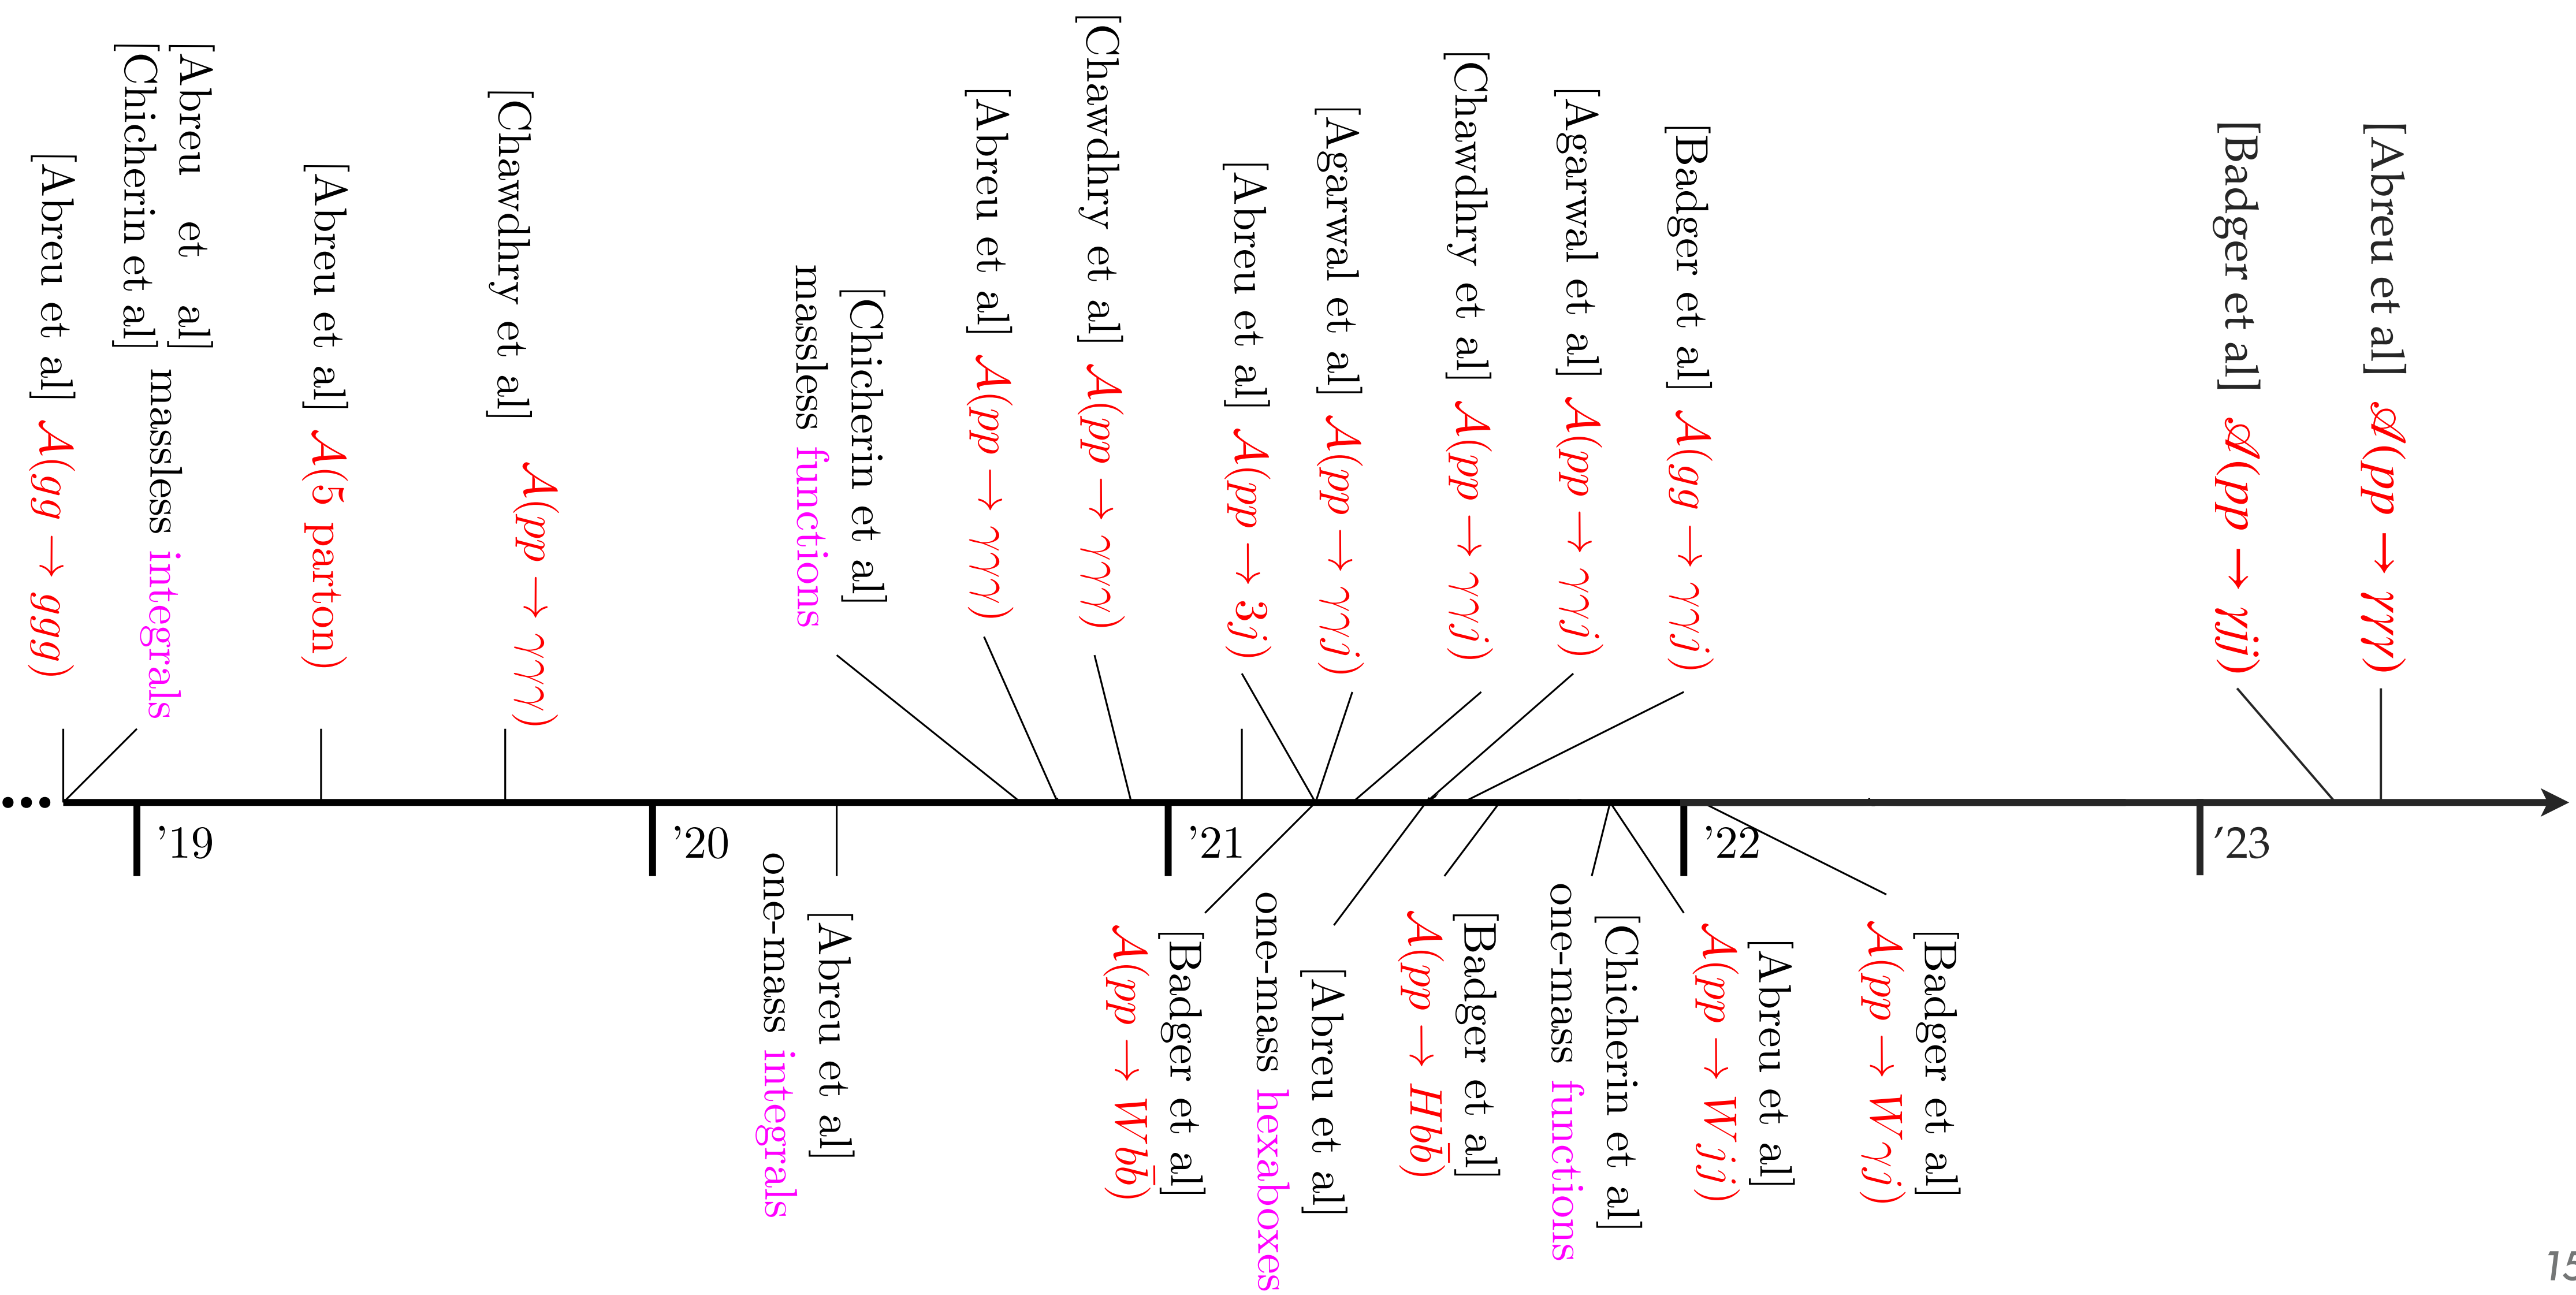 [Abreu et al] 𝒜(gg → ggg)
[Abreu et al]
[Chicherin et al]
massless integrals
[Abreu et al] 𝒜(5 parton)
[Chawdhry et al]
𝒜(pp → γγγ)
[Chicherin et al]
massless functions
[Abreu et al] 𝒜(pp → γγγ)
[Chawdhry et al] 𝒜(pp → γγγ)
[Abreu et al] 𝒜(pp → 3j)
[Agarwal et al] 𝒜(pp → γγj)
[Chawdhry et al] 𝒜(pp → γγj)
[Agarwal et al] 𝒜(pp → γγj)
[Badger et al] 𝒜(gg → γγj)
[Badger et al] 𝒜(pp → γjj)
[Abreu et al] 𝒜(pp → γγγ)
'19
'20
'21
'22
'23
[Abreu et al]
one-mass integrals
[Badger et al]
𝒜(pp → Wbb̄)
[Abreu et al]
one-mass hexaboxes
[Badger et al]
𝒜(pp → Hbb̄)
[Chicherin et al]
one-mass functions
[Abreu et al]
𝒜(pp → Wjj)
[Badger et al]
𝒜(pp → Wγj)
15